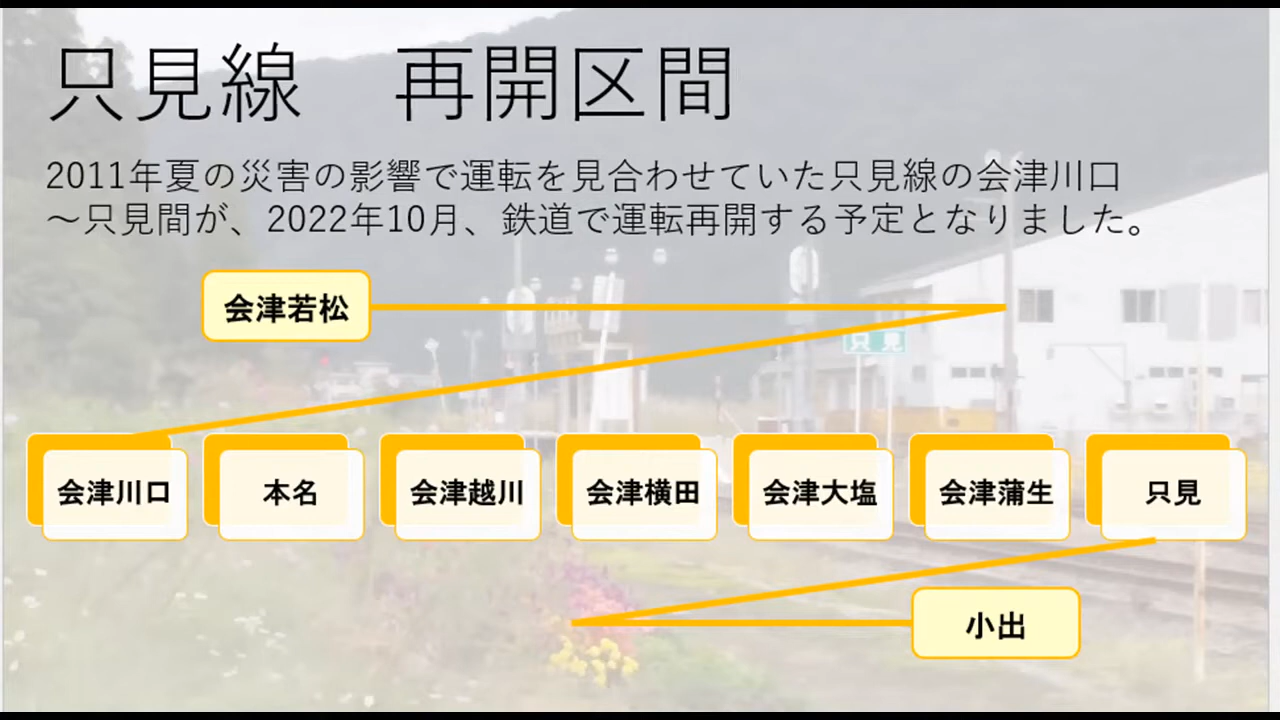 只見線　再開区間
2011年夏の災害の影響で運転を見合わせていた只見線の会津川口
～只見間が、2022年10月、鉄道で運転再開する予定となりました。
会津若松
只見
会津川口
本名
会津越川
会津横田
会津大塩
会津蒲生
只見
小出